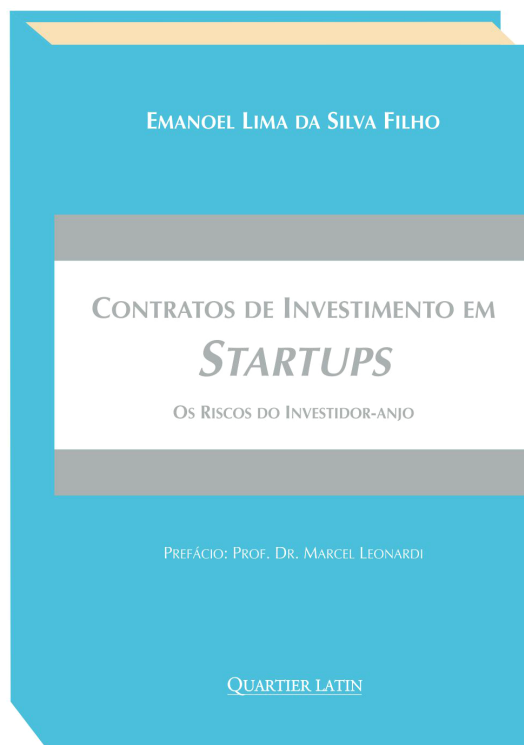 Emanoel Lima da Silva Filho
Contratos de Investimento em
Startups
Os Riscos do Investidor-anjo
Prefácio: Prof. Dr. Marcel Leonardi
Quartier Latin